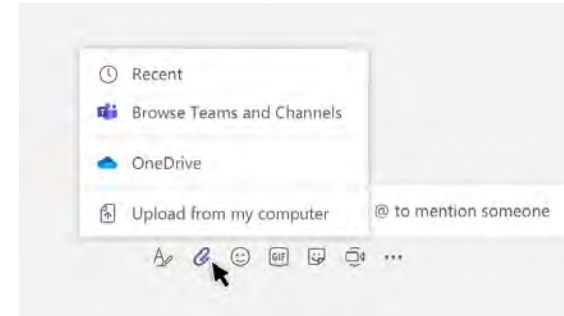 Recent
Browse Teams and Channels
OneDrive
Upload from my computer
@ to mention someone
GIF